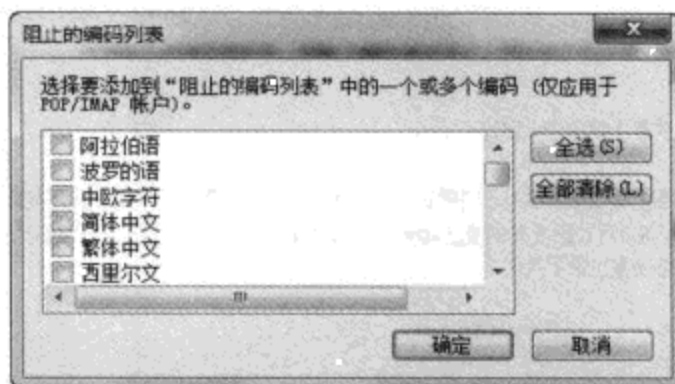 阻止的编码列表
选择要添加到“阻止的编码列表”中的一个或多个编码（仅应用于
POP/IMAP 帐户）。
阿拉伯语
波罗的语
中欧字符
简体中文
繁体中文
西里尔文
全选(S)
全部清除(L)
确定
取消